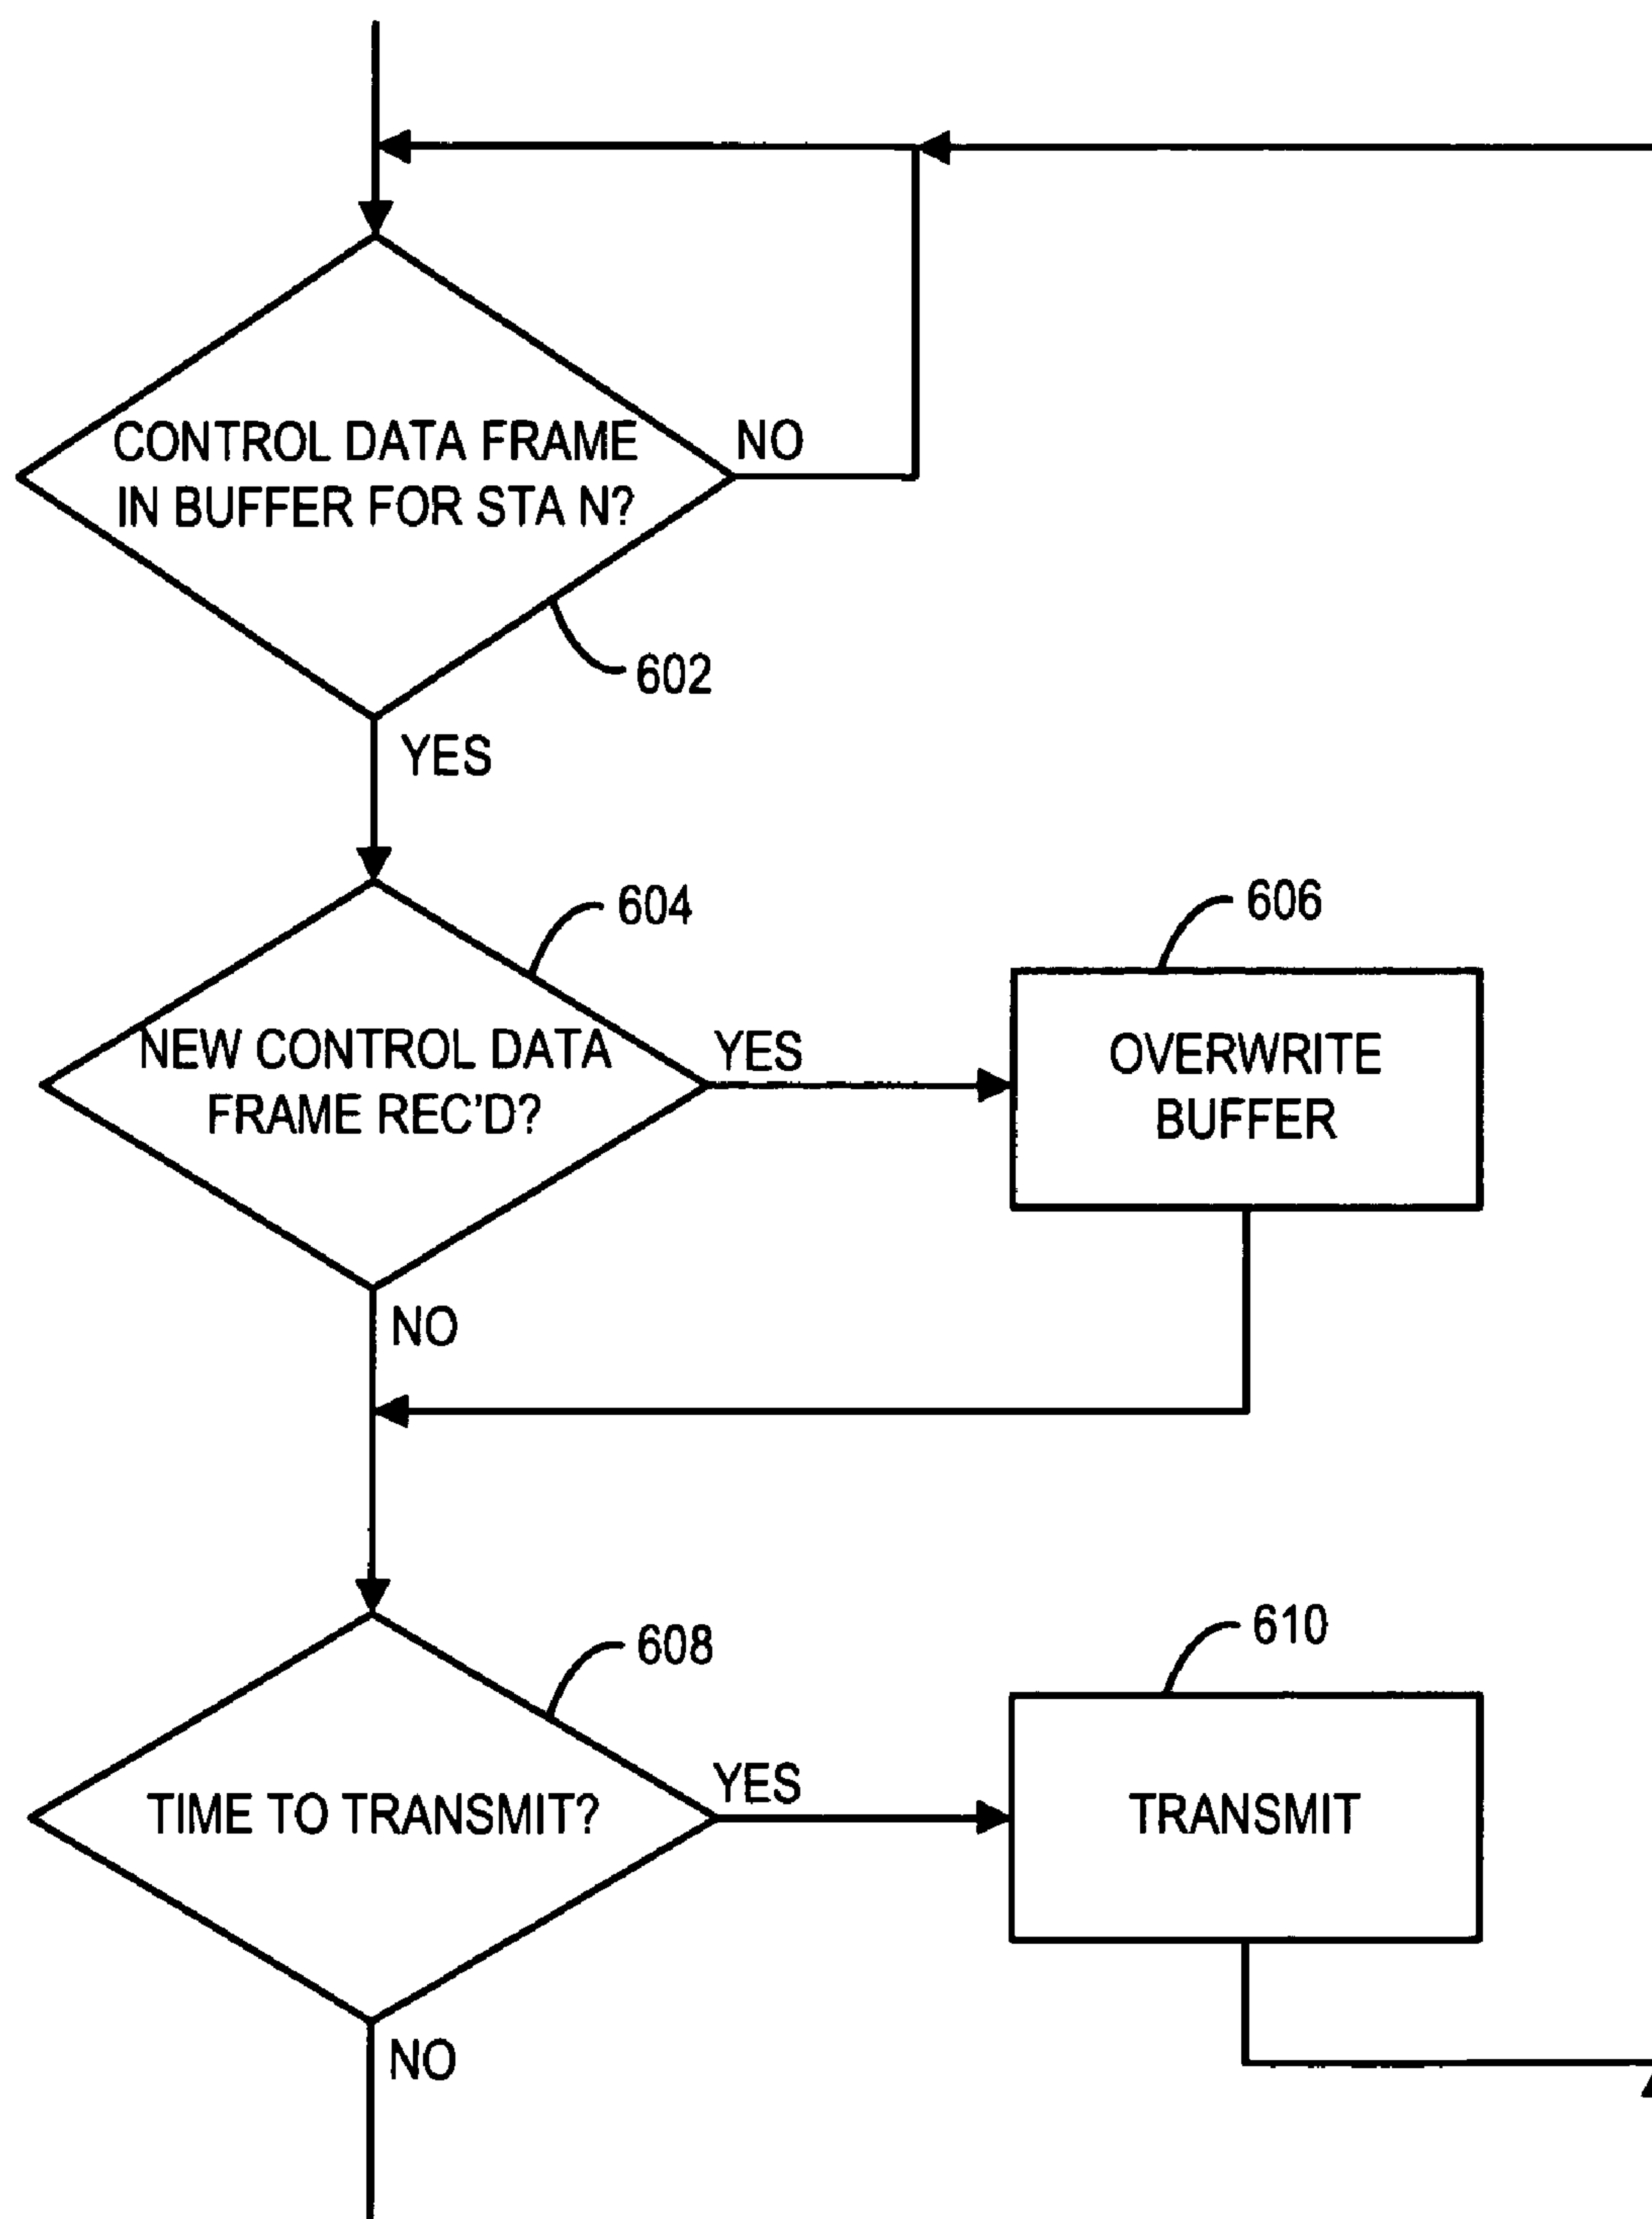 CONTROL DATA FRAME
IN BUFFER FOR STA N?
NO
602
YES
604
NEW CONTROL DATA
FRAME REC'D?
YES
606
OVERWRITE
BUFFER
NO
608
TIME TO TRANSMIT?
YES
610
TRANSMIT
NO